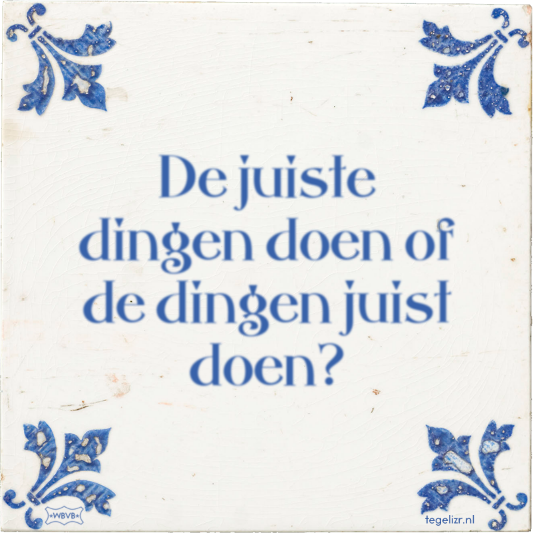 De juiste
dingen doen of
de dingen juist
doen?
•WBVB•
tegelizr.nl